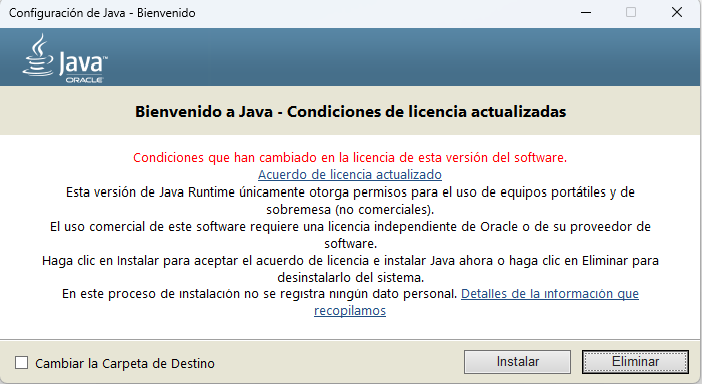 Configuración de Java - Bienvenido
Java™
ORACLE
Bienvenido a Java - Condiciones de licencia actualizadas
Condiciones que han cambiado en la licencia de esta versión del software.
Acuerdo de licencia actualizado
Esta versión de Java Runtime únicamente otorga permisos para el uso de equipos portátiles y de
sobremesa (no comerciales).
El uso comercial de este software requiere una licencia independiente de Oracle o de su proveedor de
software.
Haga clic en Instalar para aceptar el acuerdo de licencia e instalar Java ahora o haga clic en Eliminar para
desinstalarlo del sistema.
En este proceso de instalación no se registra ningún dato personal. Detalles de la información que
recopilamos
Cambiar la Carpeta de Destino
Instalar
Eliminar